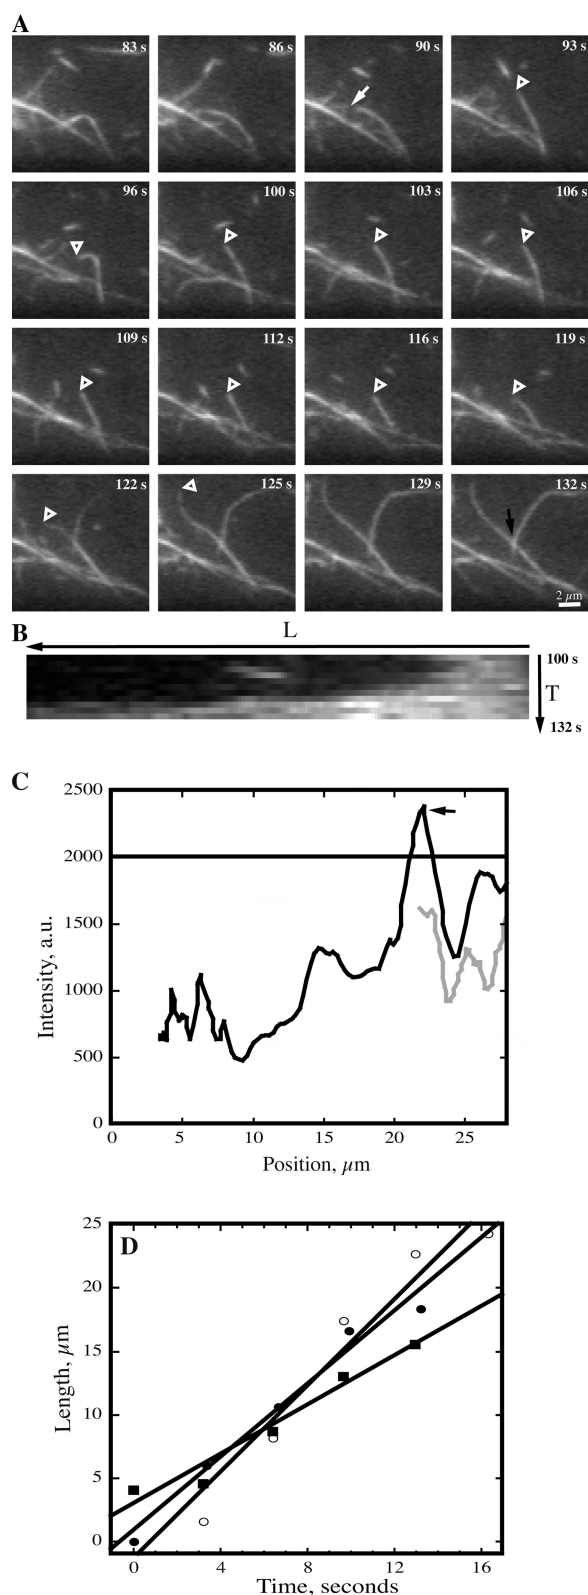 A
83 s
86 s
90 s
93 s
96 s
100 s
103 s
106 s
109 s
112 s
116 s
119 s
122 s
125 s
129 s
132 s
2 µm
B
L
100 s
T
132 s
C
2500
2000
1500
1000
500
0
0
5
10
15
20
25
Intensity, a.u.
Position, µm
D
25
20
15
10
5
0
0
4
8
12
16
Length, µm
Time, seconds